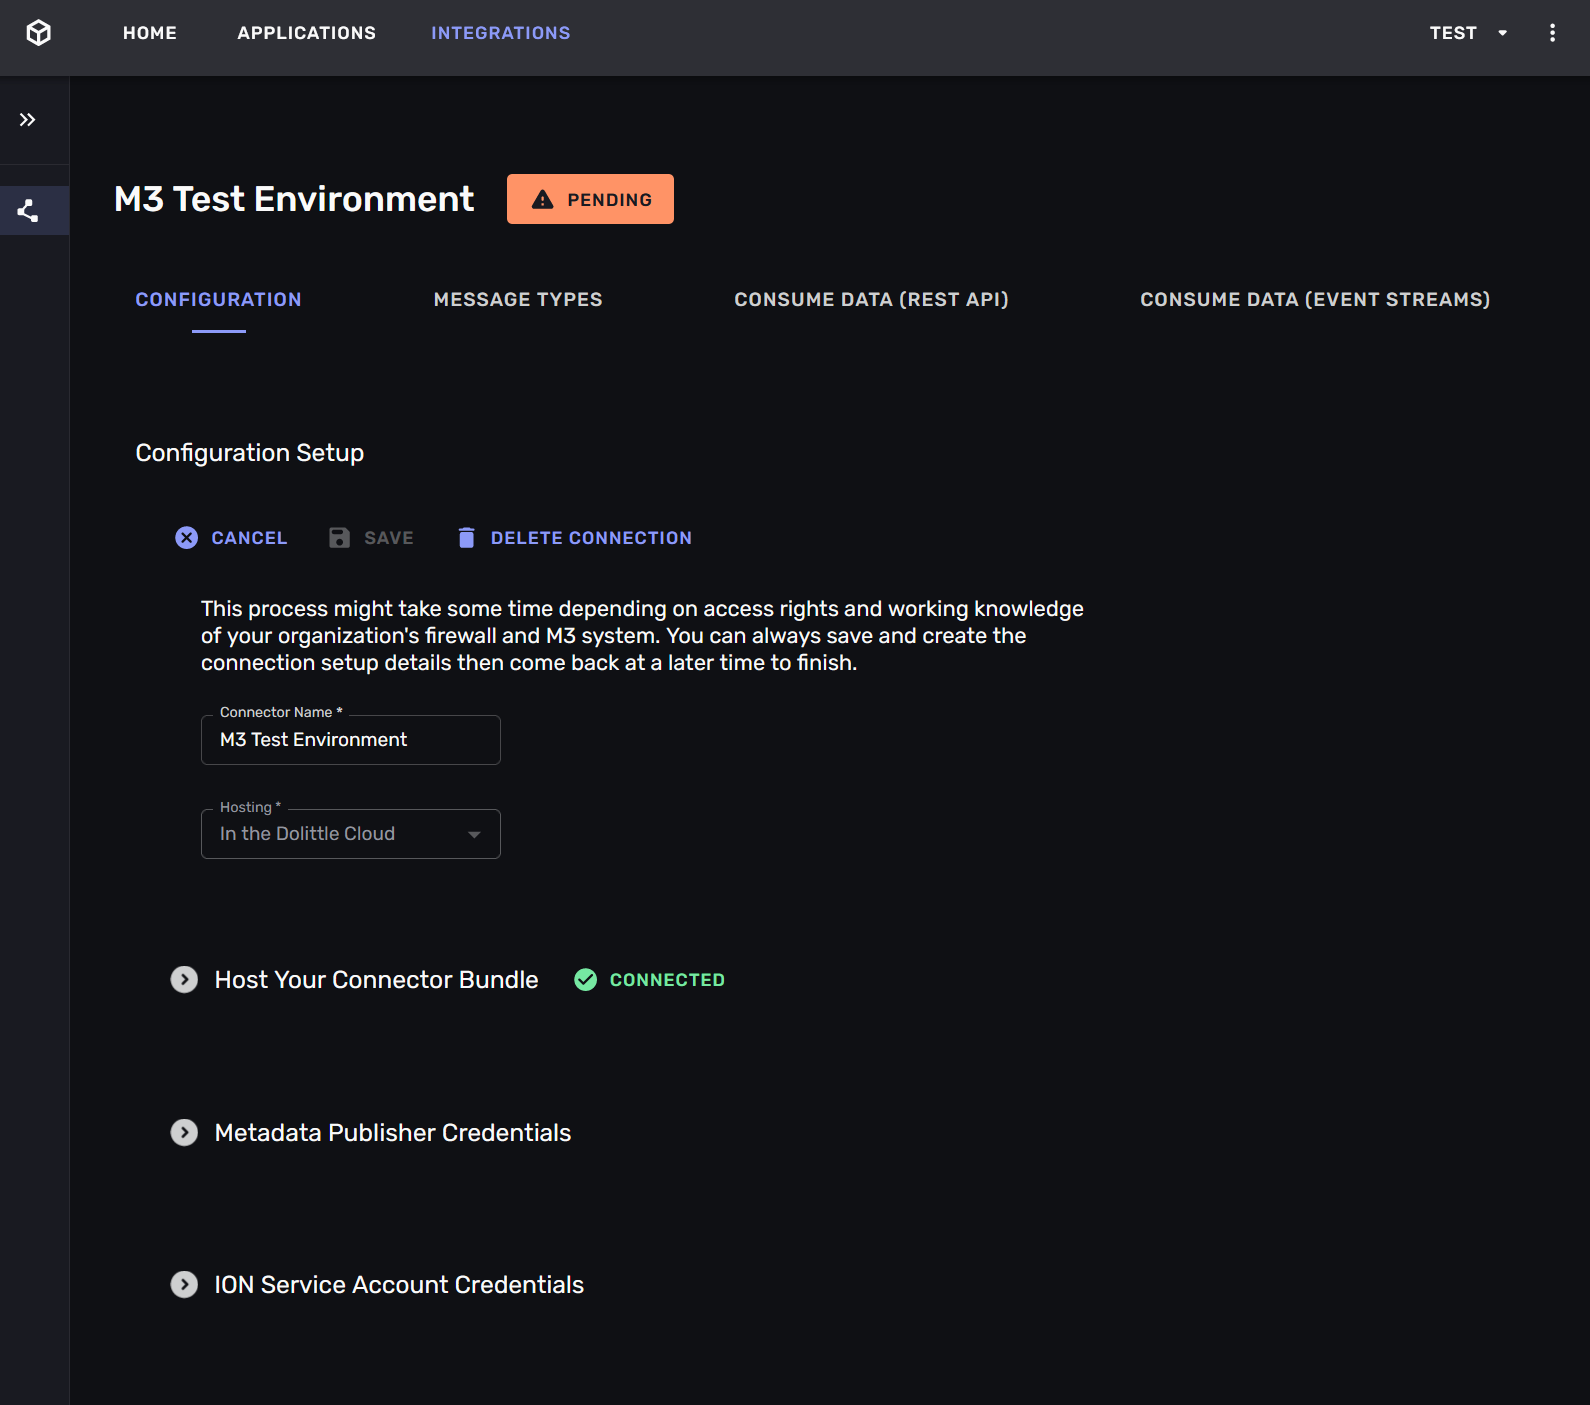 HOME APPLICATIONS INTEGRATIONS TEST
M3 Test Environment PENDING
CONFIGURATION MESSAGE TYPES CONSUME DATA (REST API) CONSUME DATA (EVENT STREAMS)
Configuration Setup
CANCEL SAVE DELETE CONNECTION
This process might take some time depending on access rights and working knowledge
of your organization's firewall and M3 system. You can always save and create the
connection setup details then come back at a later time to finish.
Connector Name *
M3 Test Environment
Hosting *
In the Dolittle Cloud
Host Your Connector Bundle CONNECTED
Metadata Publisher Credentials
ION Service Account Credentials